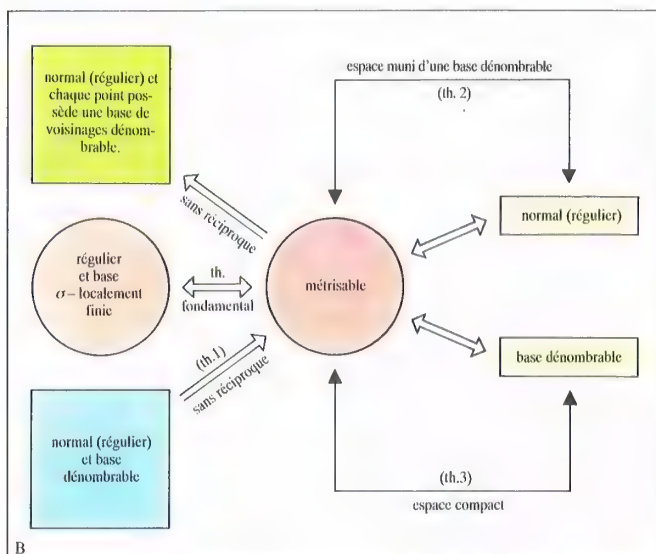 normal (régulier) et
chaque point pos-
sède une base de
voisinages dénom-
brable.
espace muni d'une base dénombrable
(th. 2)
sans réciproque
normal (régulier)
régulier
et base
σ – localement
finie
th.
fondamental
métrisable
(th.1)
sans réciproque
base dénombrable
normal (régulier)
et base
dénombrable
(th.3)
espace compact
B